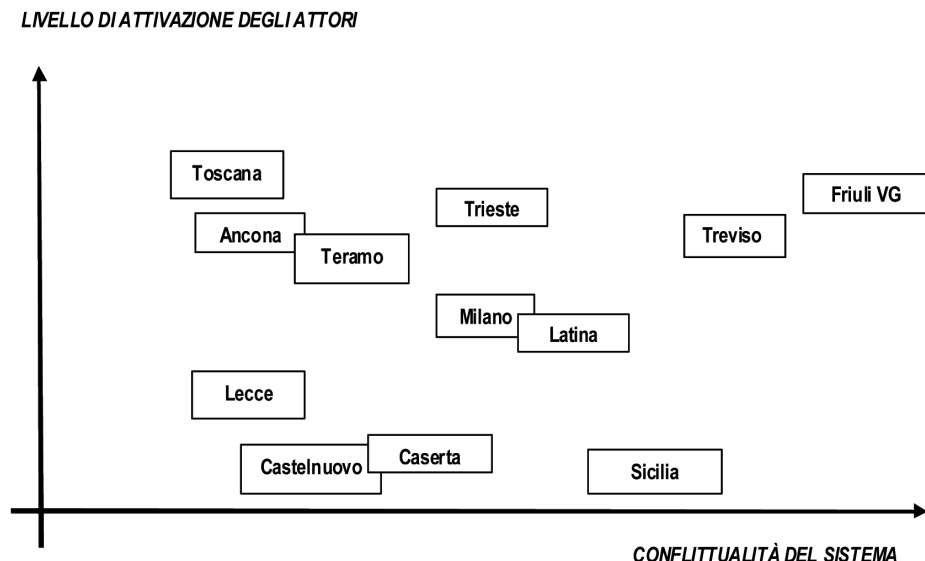 LIVELLO DI ATTIVAZIONE DEGLI ATTORI
Toscana
Friuli VG
Trieste
Ancona
Treviso
Teramo
Milano
Latina
Lecce
Caserta
Castelnuovo
Sicilia
CONFLITTUALITÀ DEL SISTEMA